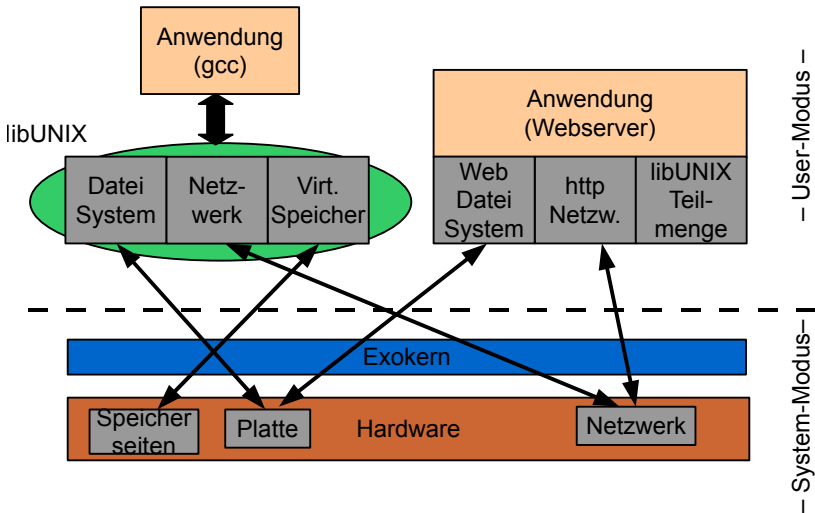 Anwendung
(gcc)
libUNIX
Datei
System
Netz-
werk
Virt.
Speicher
Anwendung
(Webserver)
Web
Datei
System
http
Netzw.
libUNIX
Teil-
menge
– User-Modus –
Exokern
Speicher
seiten
Platte
Hardware
Netzwerk
– System-Modus–